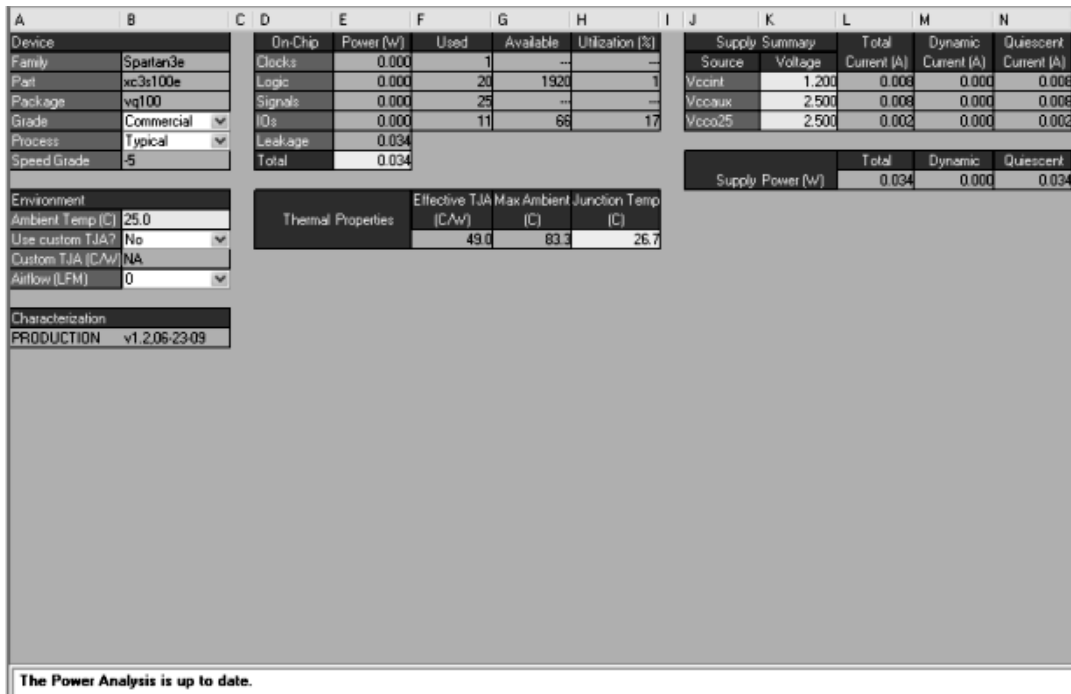 A B C D E F G H I J K L M N
Device
Family Spartan3e
Part xc3s100e
Package vq100
Grade Commercial
Process Typical
Speed Grade -5
Environment
Ambient Temp (C) 25.0
Use custom TJA? No
Custom TJA (C/W) NA
Airflow (LFM) 0
Characterization
PRODUCTION v1.2,06-23-09
On-Chip Power (W) Used Available Utilization (%)
Clocks 0.000 1 --- ---
Logic 0.000 20 1920 1
Signals 0.000 25 --- ---
IOs 0.000 11 66 17
Leakage 0.034
Total 0.034
Effective TJA Max Ambient Junction Temp
Thermal Properties (C/W) (C) (C)
49.0 83.3 26.7
Supply Summary Total Dynamic Quiescent
Source Voltage Current (A) Current (A) Current (A)
Vccint 1.200 0.008 0.000 0.008
Vccaux 2.500 0.008 0.000 0.008
Vcco25 2.500 0.002 0.000 0.002
Total Dynamic Quiescent
Supply Power (W) 0.034 0.000 0.034
The Power Analysis is up to date.